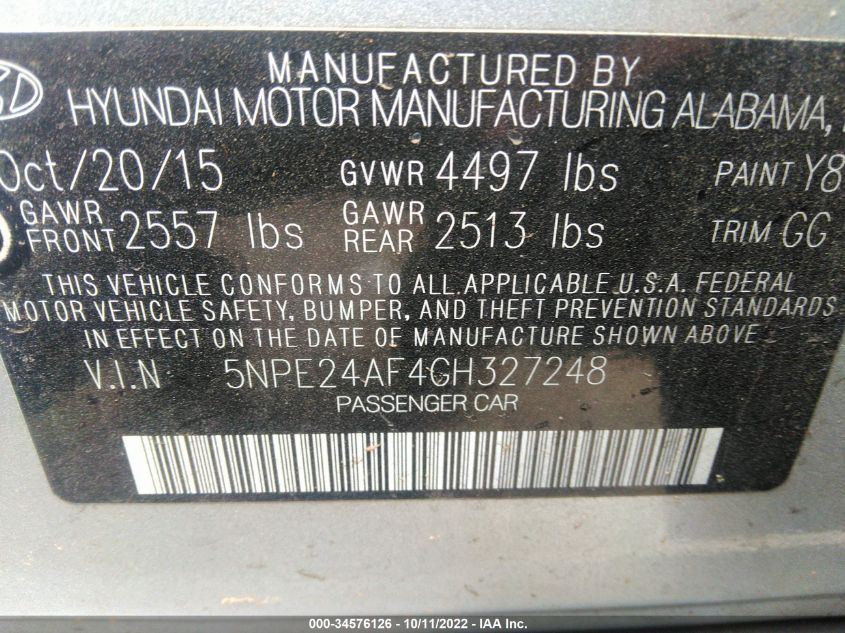 MANUFACTURED BY
HYUNDAI MOTOR MANUFACTURING ALABAMA,
Oct/20/15 GVWR 4497 lbs PAINT Y8
GAWR FRONT 2557 lbs GAWR REAR 2513 lbs TRIM GG
THIS VEHICLE CONFORMS TO ALL APPLICABLE U.S.A. FEDERAL
MOTOR VEHICLE SAFETY, BUMPER, AND THEFT PREVENTION STANDARDS
IN EFFECT ON THE DATE OF MANUFACTURE SHOWN ABOVE
V.I.N 5NPE24AF4GH327248
PASSENGER CAR
000-34576126 - 10/11/2022 - IAA Inc.